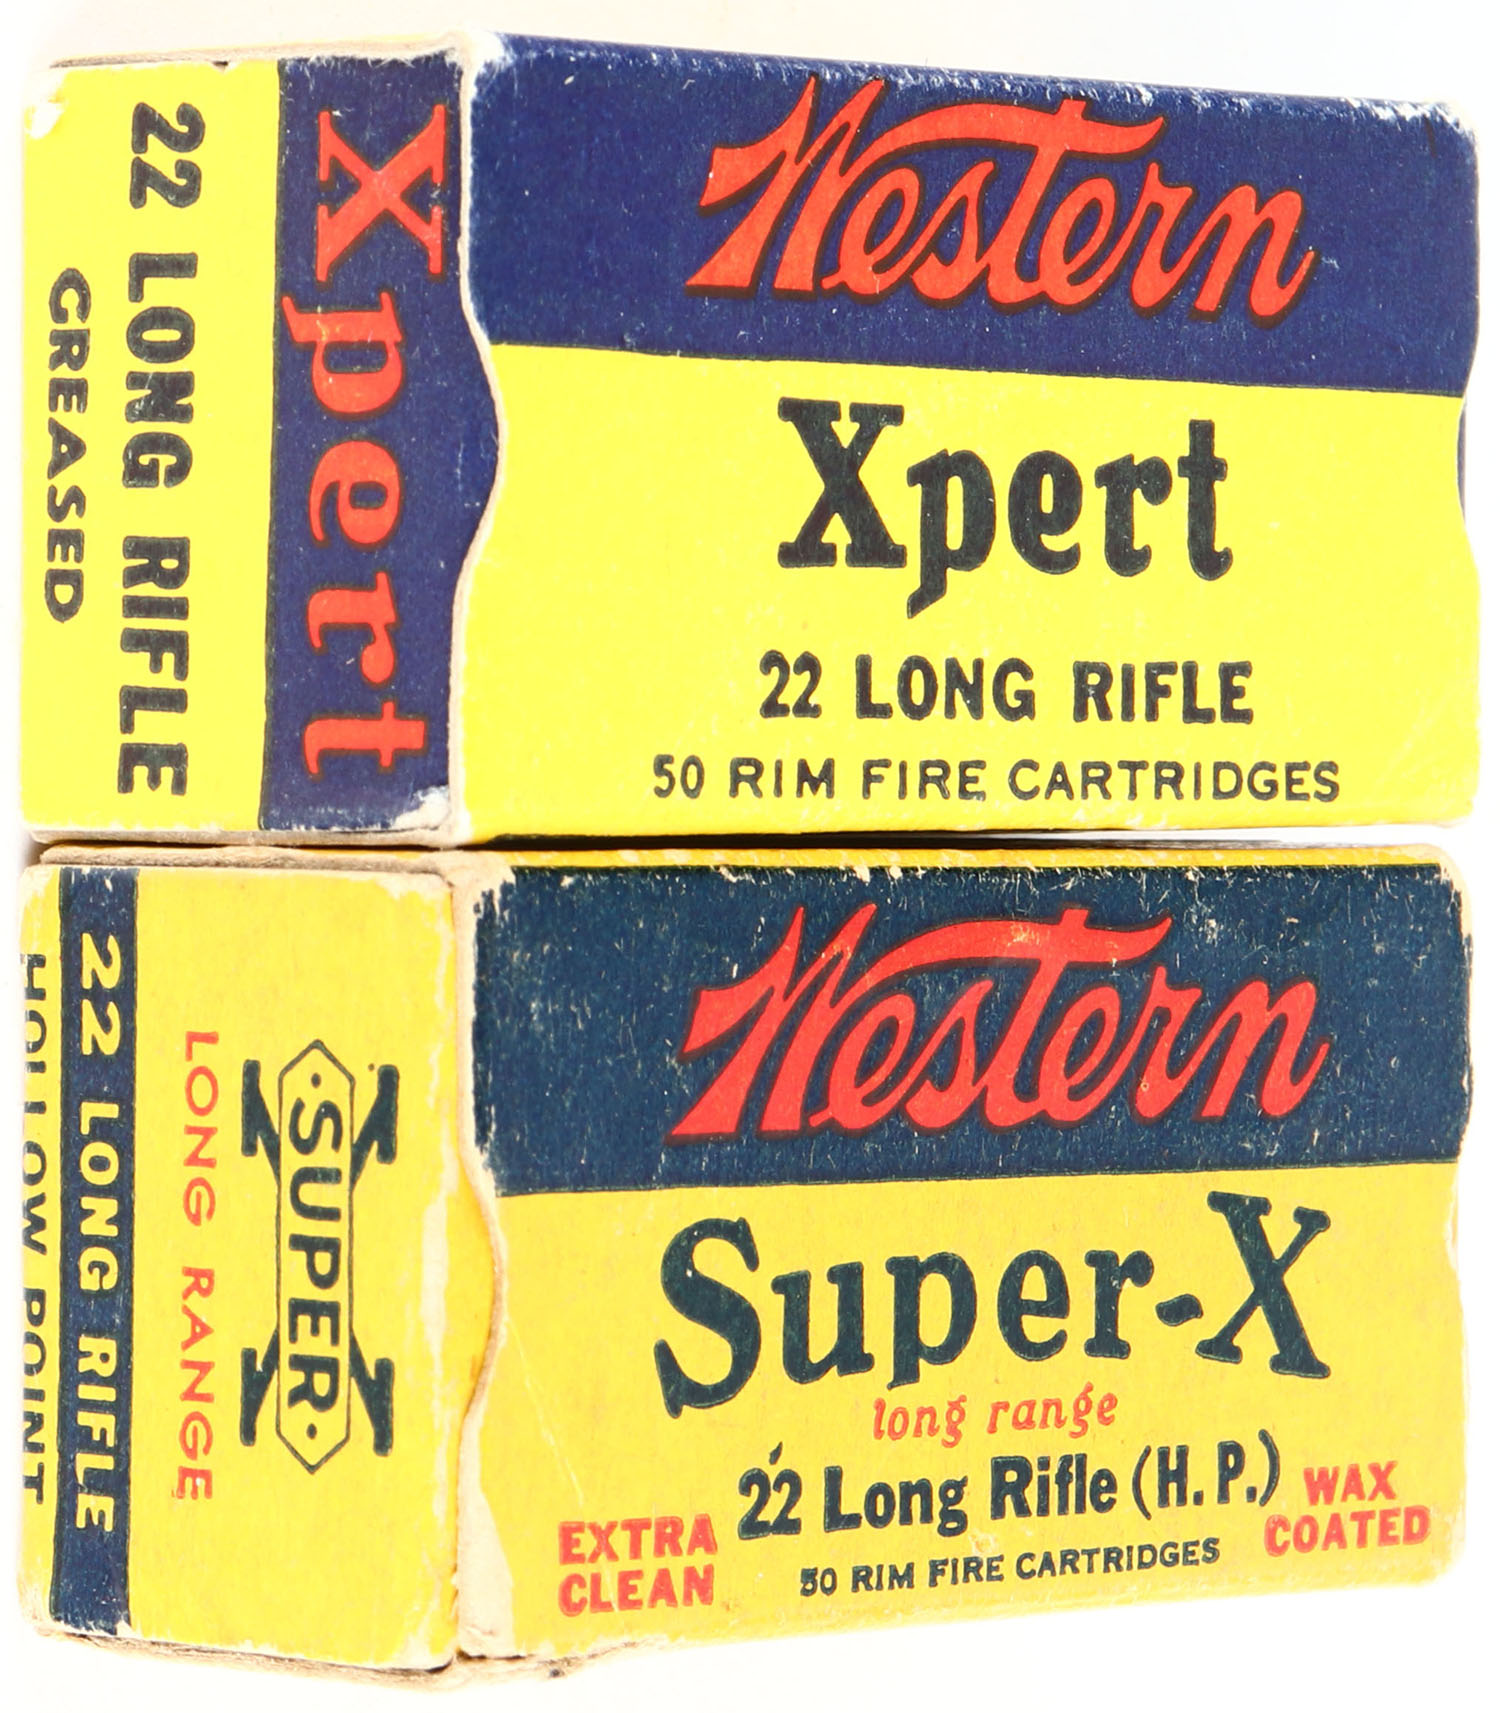 Western
Xpert
22 LONG RIFLE
50 RIM FIRE CARTRIDGES
Xpert
22 LONG RIFLE
GREASED
Western
Super-X
long range
22 Long Rifle (H.P.)
EXTRA
CLEAN
WAX
COATED
50 RIM FIRE CARTRIDGES
X
·SUPER·
X
LONG RANGE
22 LONG RIFLE
HOLLOW POINT